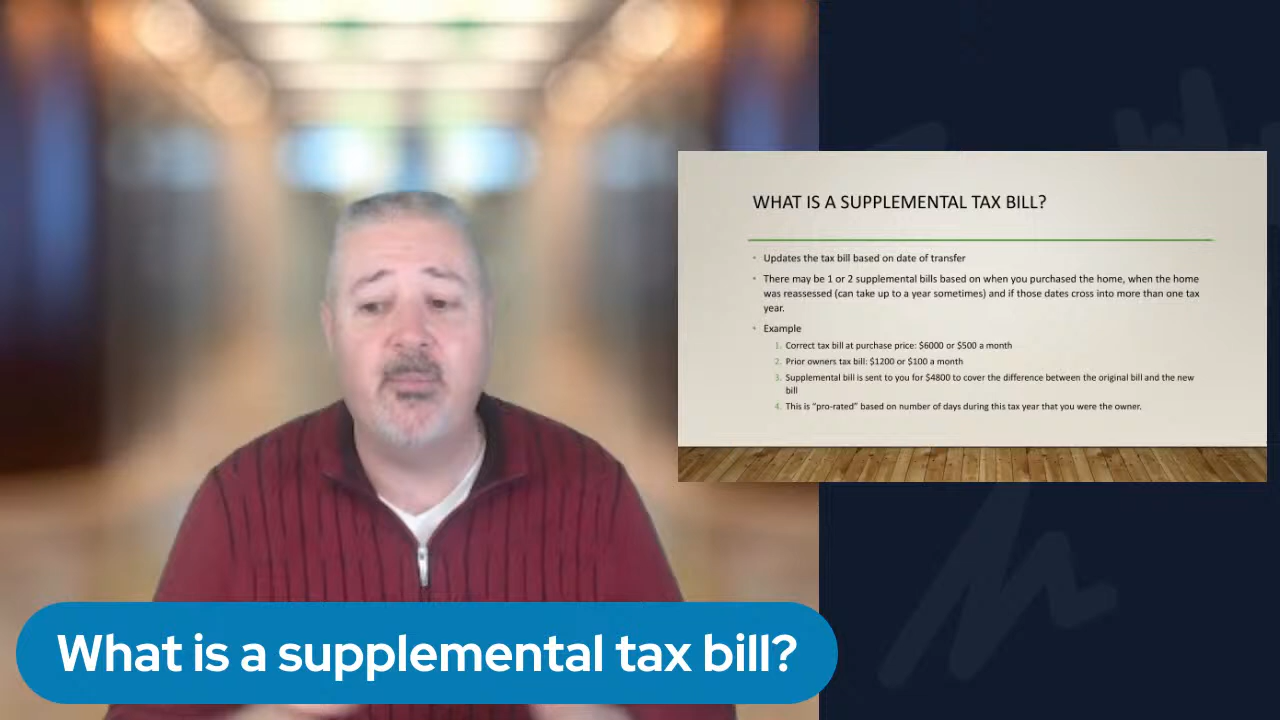 WHAT IS A SUPPLEMENTAL TAX BILL?
• Updates the tax bill based on date of transfer
• There may be 1 or 2 supplemental bills based on when you purchased the home, when the home
was reassessed (can take up to a year sometimes) and if those dates cross into more than one tax
year.
• Example
1. Correct tax bill at purchase price: $6000 or $500 a month
2. Prior owners tax bill: $1200 or $100 a month
3. Supplemental bill is sent to you for $4800 to cover the difference between the original bill and the new
bill
4. This is "pro-rated" based on number of days during this tax year that you were the owner.
What is a supplemental tax bill?